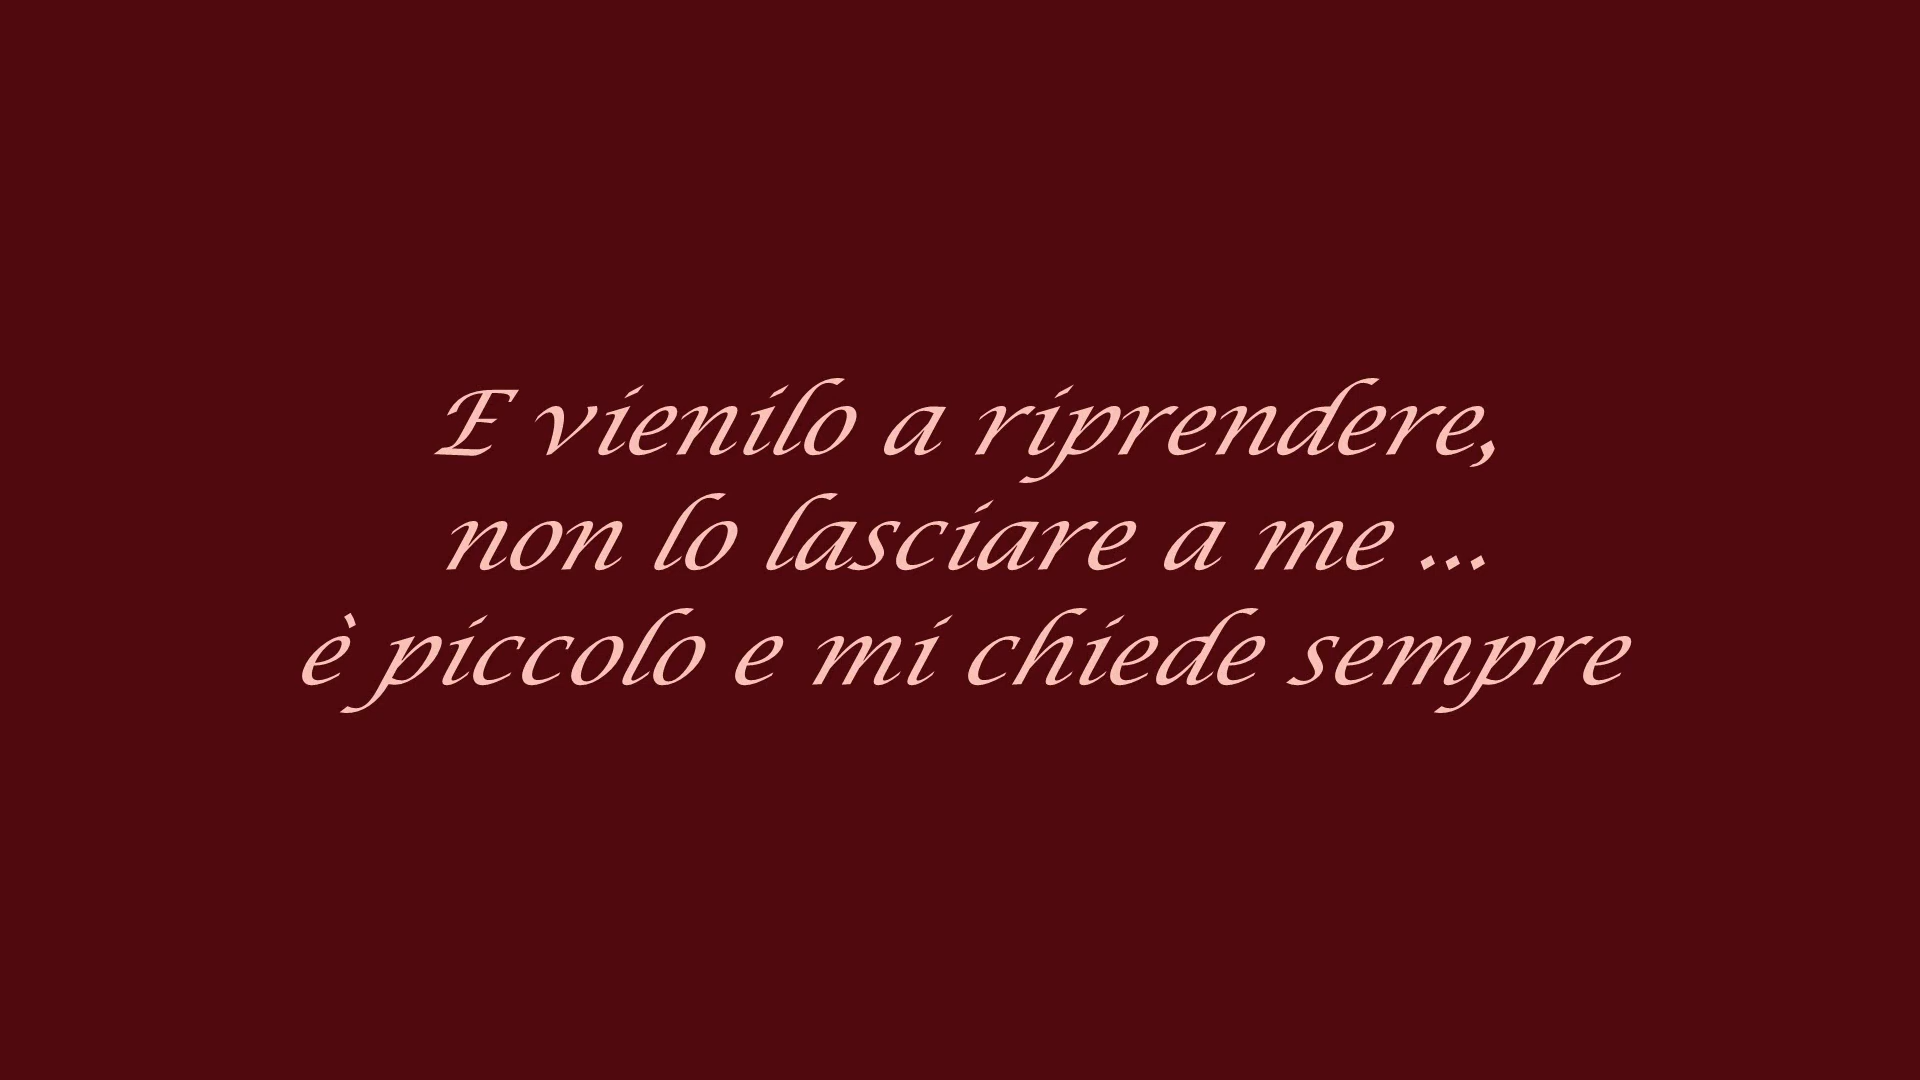 E vienilo a riprendere,
non lo lasciare a me ...
è piccolo e mi chiede sempre